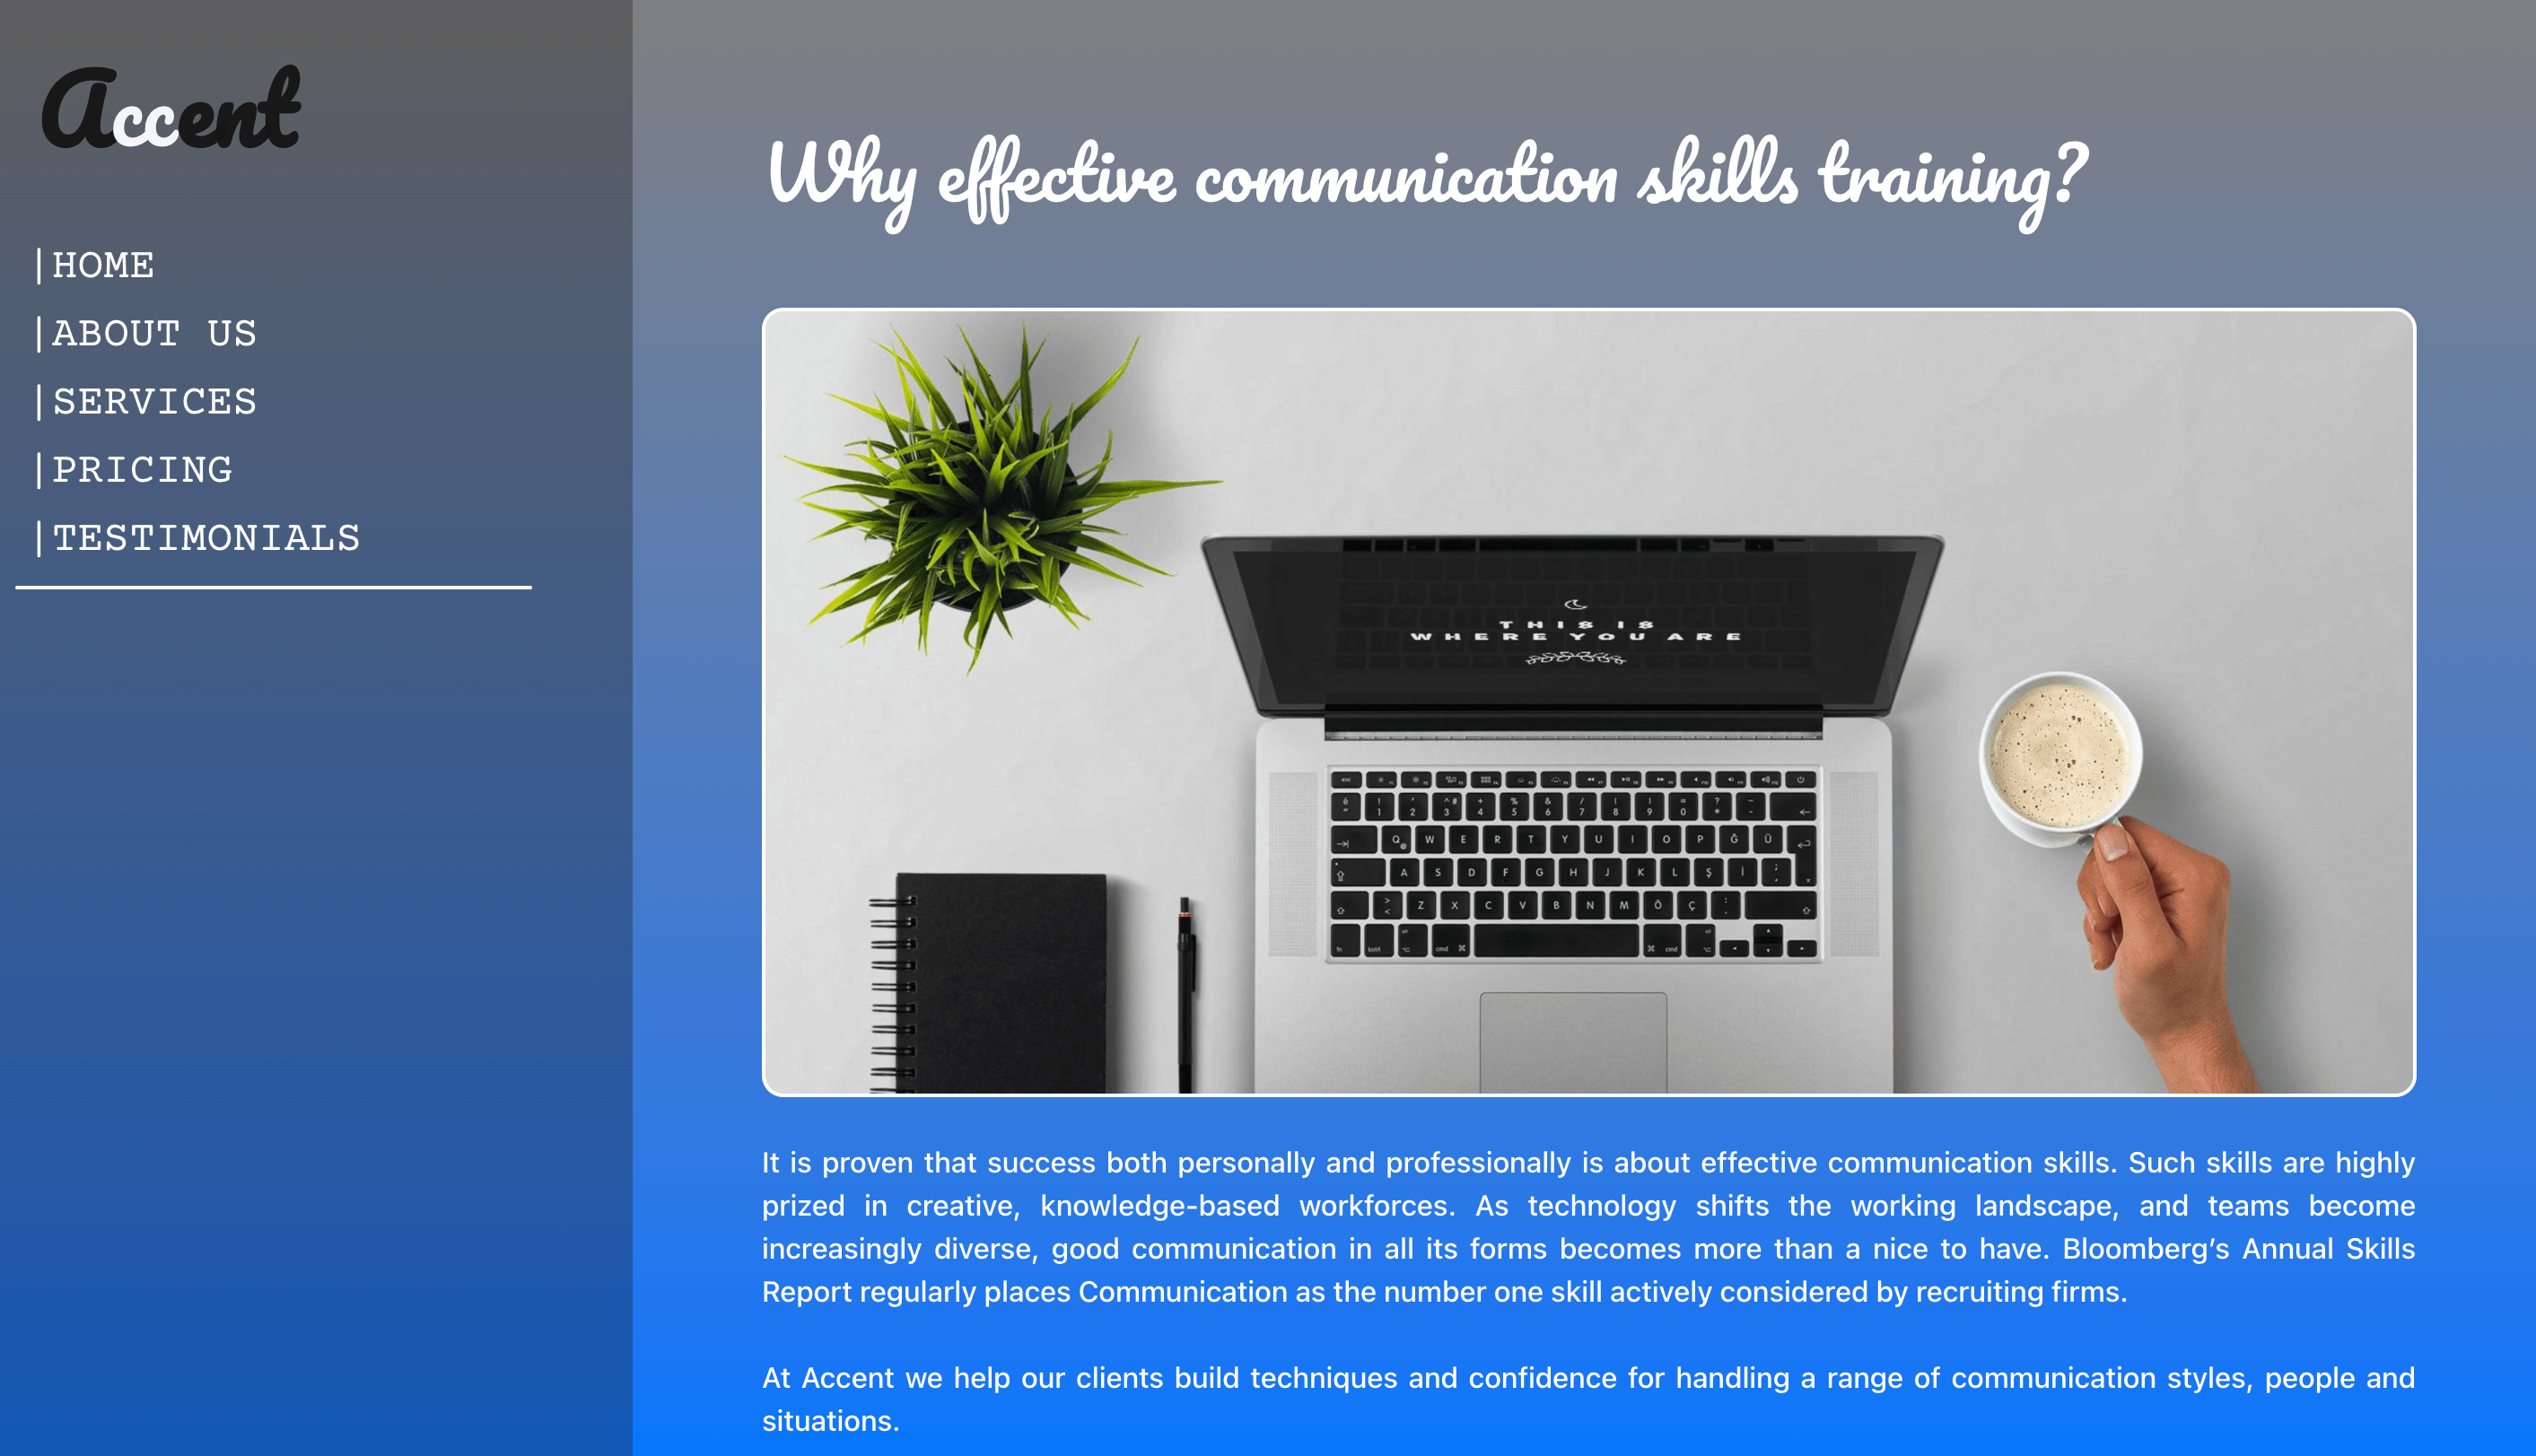 Accent
|HOME
|ABOUT US
|SERVICES
|PRICING
|TESTIMONIALS
Why effective communication skills training?
THIS IS
WHERE YOU ARE
esc
Q W E R T Y U I O P Ğ Ü
A S D F G H J K L Ş İ
Z X C V B N M Ö Ç
fn cmd ⌘ ⌘ cmd
It is proven that success both personally and professionally is about effective communication skills. Such skills are highly
prized in creative, knowledge-based workforces. As technology shifts the working landscape, and teams become
increasingly diverse, good communication in all its forms becomes more than a nice to have. Bloomberg’s Annual Skills
Report regularly places Communication as the number one skill actively considered by recruiting firms.
At Accent we help our clients build techniques and confidence for handling a range of communication styles, people and
situations.